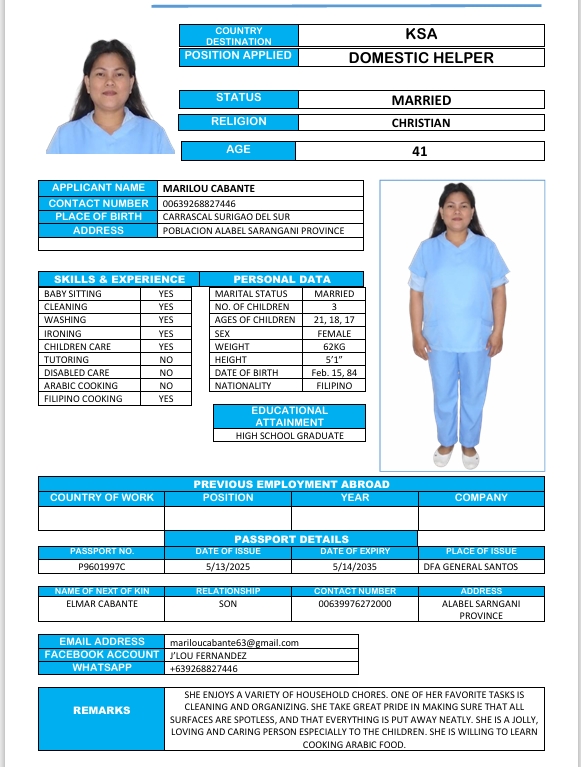 COUNTRY DESTINATION KSA
POSITION APPLIED DOMESTIC HELPER
STATUS MARRIED
RELIGION CHRISTIAN
AGE 41
APPLICANT NAME MARILOU CABANTE
CONTACT NUMBER 00639268827446
PLACE OF BIRTH CARRASCAL SURIGAO DEL SUR
ADDRESS POBLACION ALABEL SARANGANI PROVINCE
SKILLS & EXPERIENCE
BABY SITTING YES
CLEANING YES
WASHING YES
IRONING YES
CHILDREN CARE YES
TUTORING NO
DISABLED CARE NO
ARABIC COOKING NO
FILIPINO COOKING YES
PERSONAL DATA
MARITAL STATUS MARRIED
NO. OF CHILDREN 3
AGES OF CHILDREN 21, 18, 17
SEX FEMALE
WEIGHT 62KG
HEIGHT 5'1"
DATE OF BIRTH Feb. 15, 84
NATIONALITY FILIPINO
EDUCATIONAL
ATTAINMENT
HIGH SCHOOL GRADUATE
PREVIOUS EMPLOYMENT ABROAD
COUNTRY OF WORK POSITION YEAR COMPANY
PASSPORT DETAILS
PASSPORT NO. DATE OF ISSUE DATE OF EXPIRY PLACE OF ISSUE
P9601997C 5/13/2025 5/14/2035 DFA GENERAL SANTOS
NAME OF NEXT OF KIN RELATIONSHIP CONTACT NUMBER ADDRESS
ELMAR CABANTE SON 00639976272000 ALABEL SARNGANI
PROVINCE
EMAIL ADDRESS mariloucabante63@gmail.com
FACEBOOK ACCOUNT J'LOU FERNANDEZ
WHATSAPP +639268827446
REMARKS
SHE ENJOYS A VARIETY OF HOUSEHOLD CHORES. ONE OF HER FAVORITE TASKS IS
CLEANING AND ORGANIZING. SHE TAKE GREAT PRIDE IN MAKING SURE THAT ALL
SURFACES ARE SPOTLESS, AND THAT EVERYTHING IS PUT AWAY NEATLY. SHE IS A JOLLY,
LOVING AND CARING PERSON ESPECIALLY TO THE CHILDREN. SHE IS WILLING TO LEARN
COOKING ARABIC FOOD.